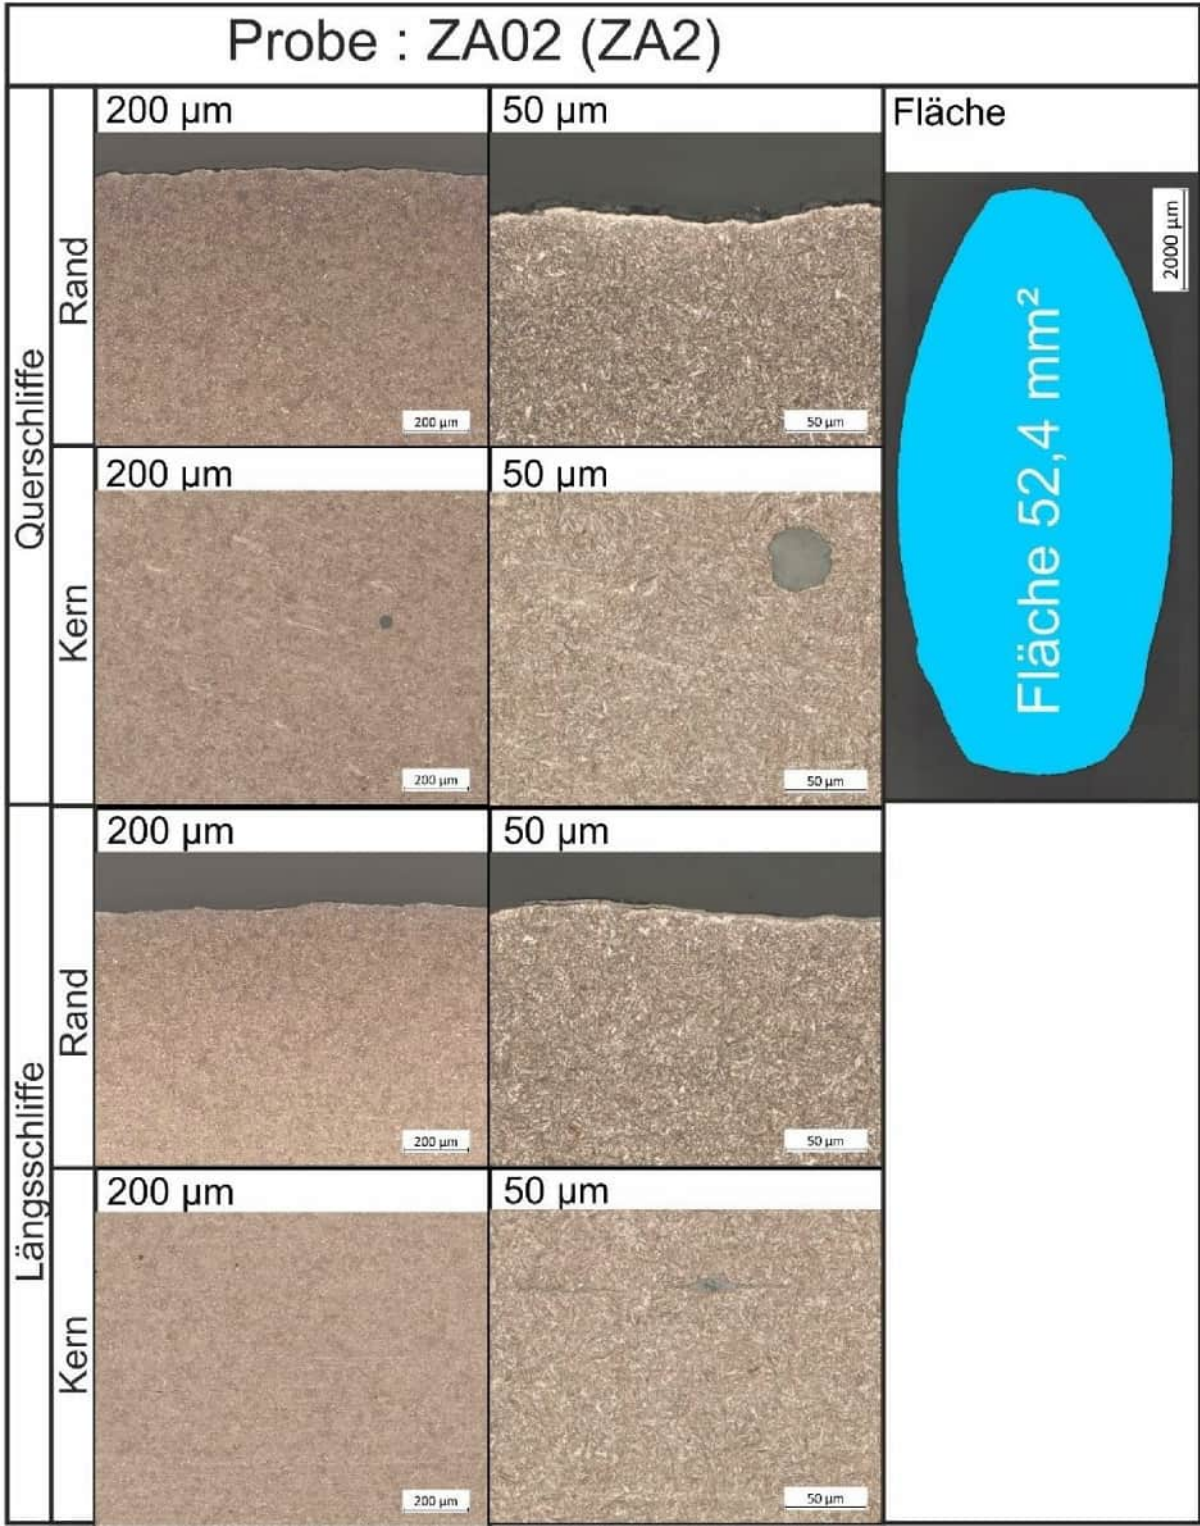 Probe : ZA02 (ZA2)
Querschliffe
Rand
200 µm
200 µm
50 µm
50 µm
Fläche
2000 µm
Fläche 52,4 mm²
Kern
200 µm
200 µm
50 µm
50 µm
Längsschliffe
Rand
200 µm
200 µm
50 µm
50 µm
Kern
200 µm
200 µm
50 µm
50 µm